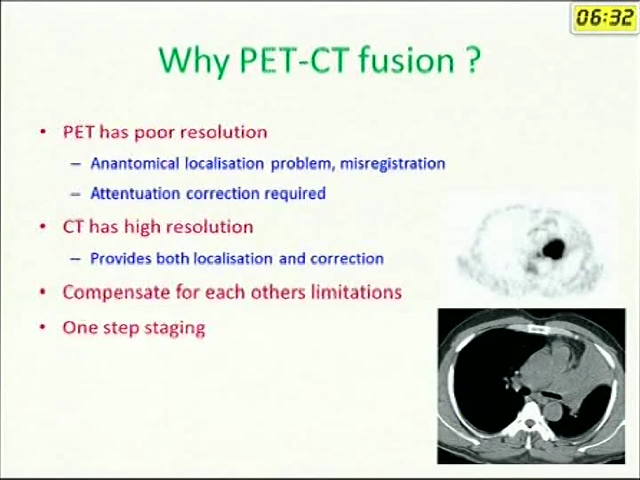 06:32
Why PET-CT fusion ?
• PET has poor resolution
– Anantomical localisation problem, misregistration
– Attentuation correction required
• CT has high resolution
– Provides both localisation and correction
• Compensate for each others limitations
• One step staging